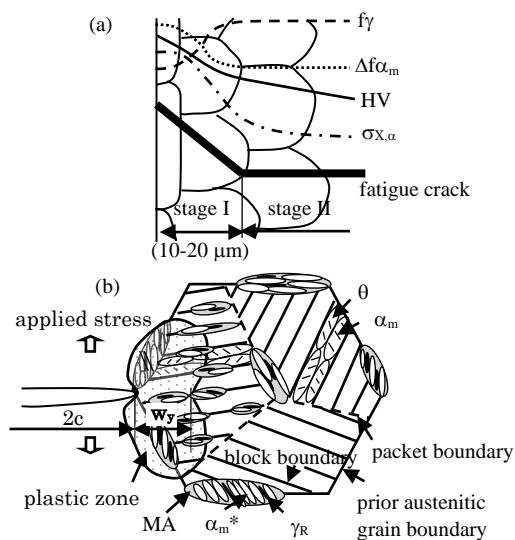 (a)
fγ
Δfαm
HV
σX,α
fatigue crack
stage I
stage II
(10-20 μm)
(b)
θ
αm
applied stress
2c
wy
block boundary
packet boundary
plastic zone
prior austenitic
grain boundary
MA
αm*
γR